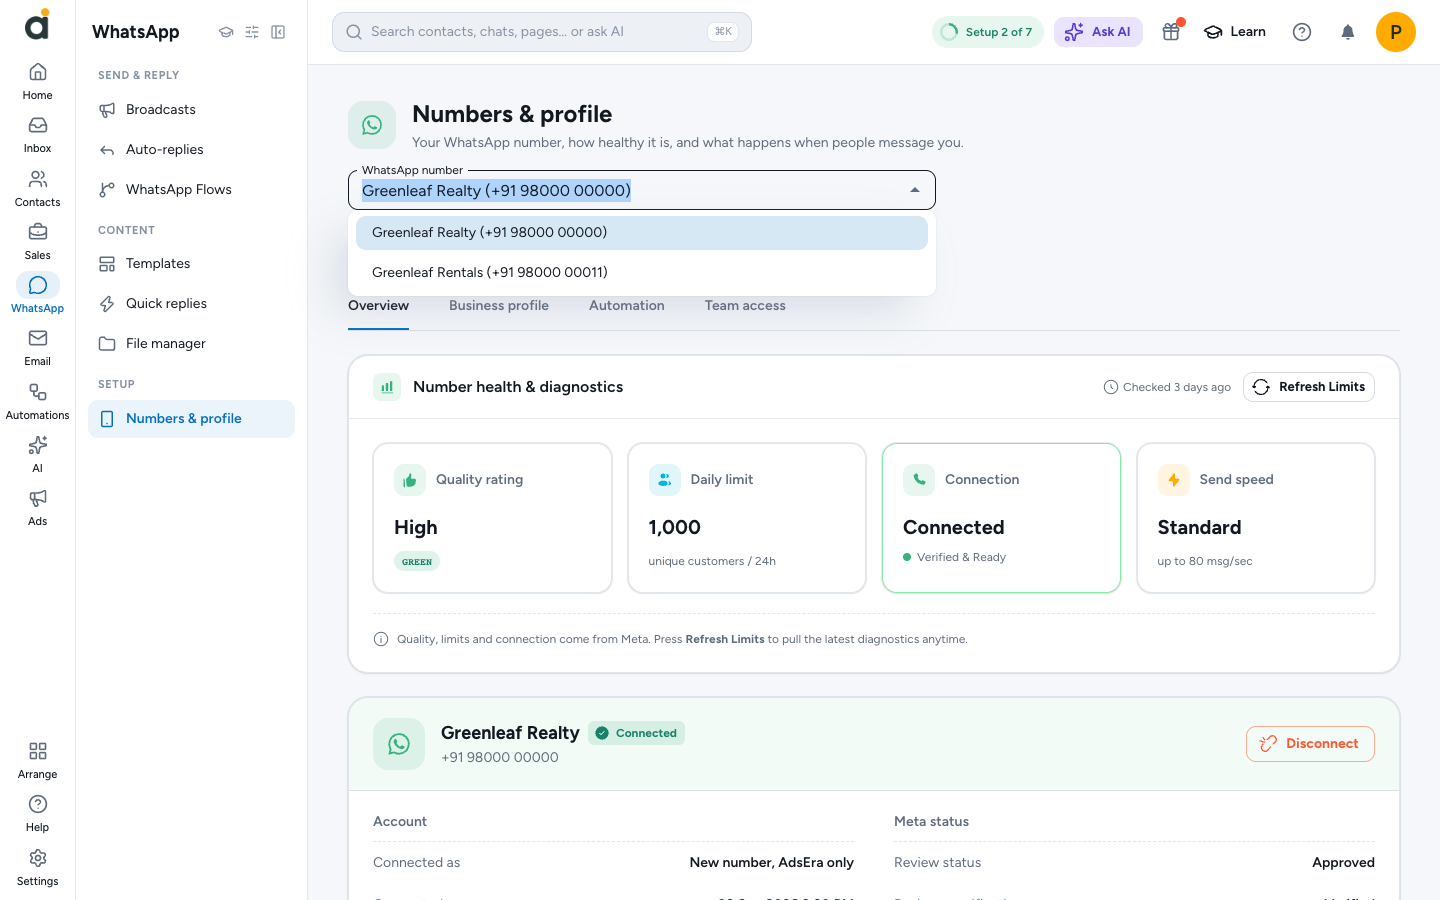 WhatsApp
Search contacts, chats, pages... or ask AI
⌘K
Setup 2 of 7
Ask AI
Learn
P
Home
Inbox
Contacts
Sales
WhatsApp
Email
Automations
AI
Ads
Arrange
Help
Settings
SEND & REPLY
Broadcasts
Auto-replies
WhatsApp Flows
CONTENT
Templates
Quick replies
File manager
SETUP
Numbers & profile
Numbers & profile
Your WhatsApp number, how healthy it is, and what happens when people message you.
WhatsApp number
Greenleaf Realty (+91 98000 00000)
Greenleaf Realty (+91 98000 00000)
Greenleaf Rentals (+91 98000 00011)
Overview
Business profile
Automation
Team access
Number health & diagnostics
Checked 3 days ago
Refresh Limits
Quality rating
High
GREEN
Daily limit
1,000
unique customers / 24h
Connection
Connected
Verified & Ready
Send speed
Standard
up to 80 msg/sec
Quality, limits and connection come from Meta. Press Refresh Limits to pull the latest diagnostics anytime.
Greenleaf Realty
Connected
+91 98000 00000
Disconnect
Account
Connected as
New number, AdsEra only
Meta status
Review status
Approved